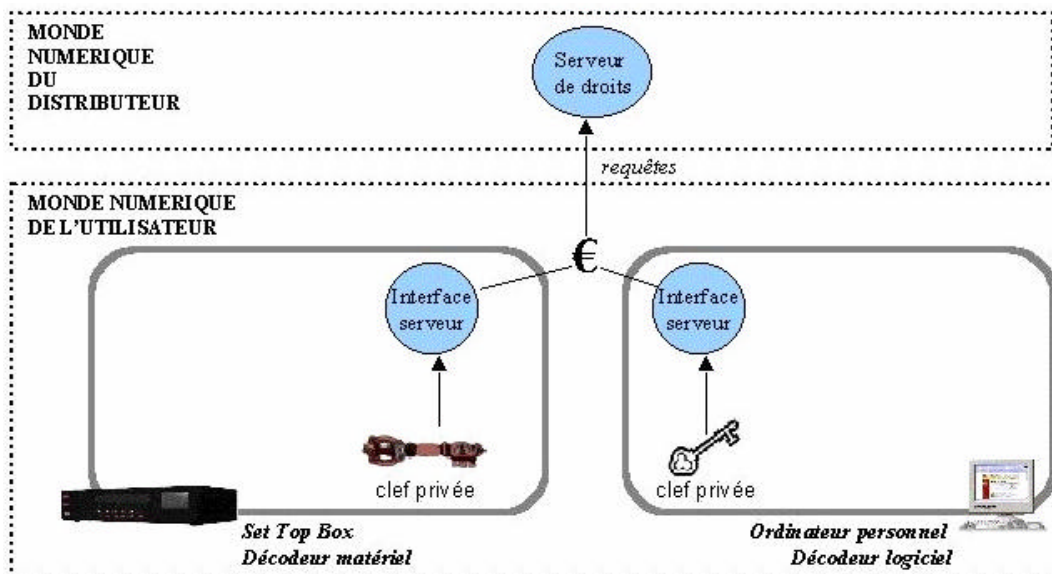 MONDE
NUMERIQUE
DU
DISTRIBUTEUR
Serveur
de droits
requêtes
MONDE NUMERIQUE
DE L'UTILISATEUR
€
Interface
serveur
Interface
serveur
clef privée
clef privée
Set Top Box
Décodeur matériel
Ordinateur personnel
Décodeur logiciel